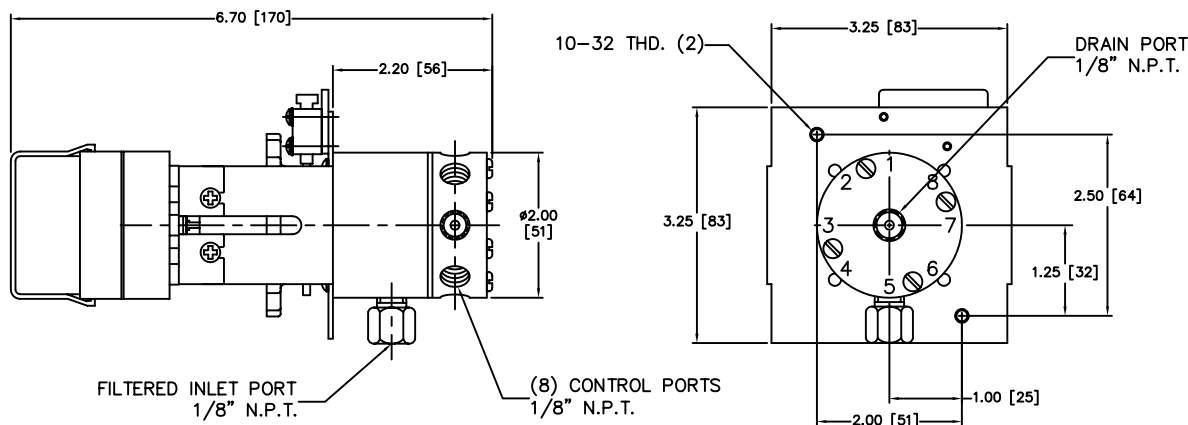 6.70 [170]
2.20 [56]
ø2.00
[51]
FILTERED INLET PORT
1/8" N.P.T.
(8) CONTROL PORTS
1/8" N.P.T.
3.25 [83]
10-32 THD. (2)
DRAIN PORT
1/8" N.P.T.
3.25 [83]
1
2
8
3
7
4
6
5
2.50 [64]
1.25 [32]
1.00 [25]
2.00 [51]